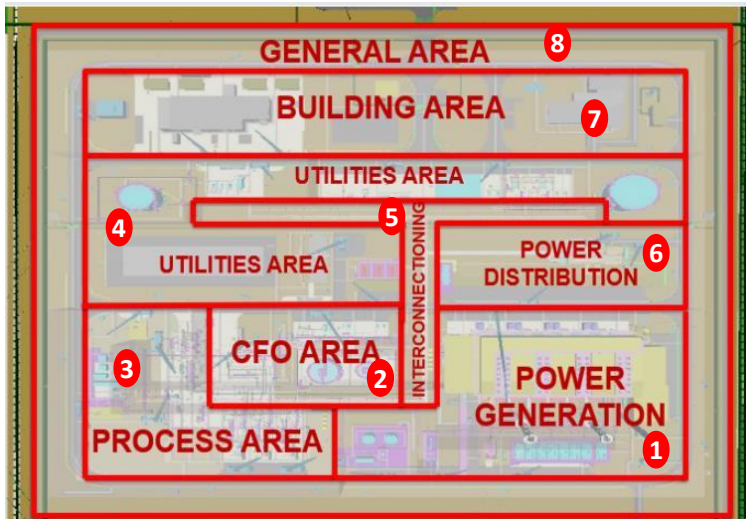 GENERAL AREA 8
BUILDING AREA 7
UTILITIES AREA
5
4
UTILITIES AREA
INTERCONNECTIONING
POWER
DISTRIBUTION
6
3
CFO AREA
2
POWER
GENERATION
1
PROCESS AREA